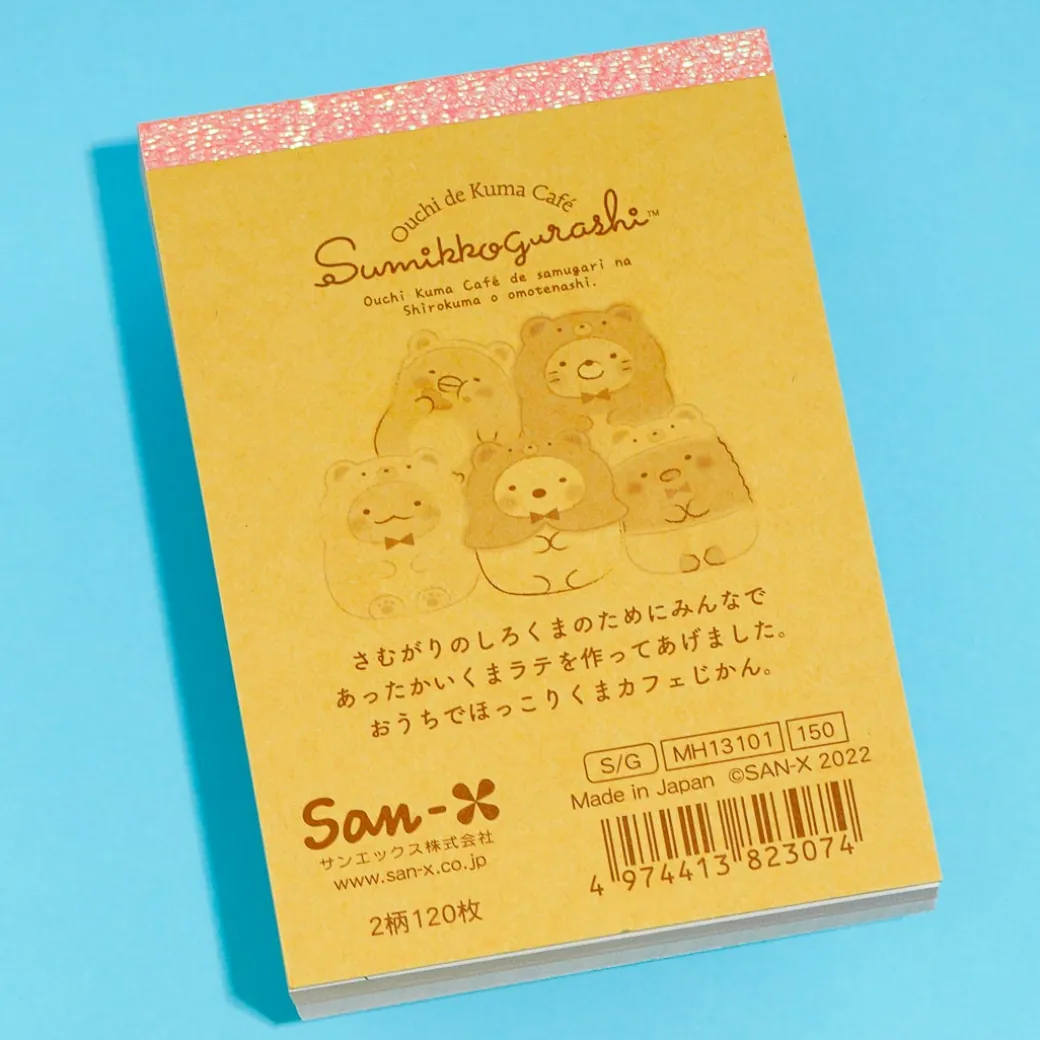 Ouchi de Kuma Café
Sumikkogurashi™
Ouchi Kuma Café de samugari na
Shirokuma o omotenashi.
さむがりのしろくまのためにみんなで
あったかいくまラテを作ってあげました。
おうちでほっこりくまカフェじかん。
S/G MH13101 150
Made in Japan ©SAN-X 2022
San-X
サンエックス株式会社
www.san-x.co.jp
4 974413 823074
2柄120枚